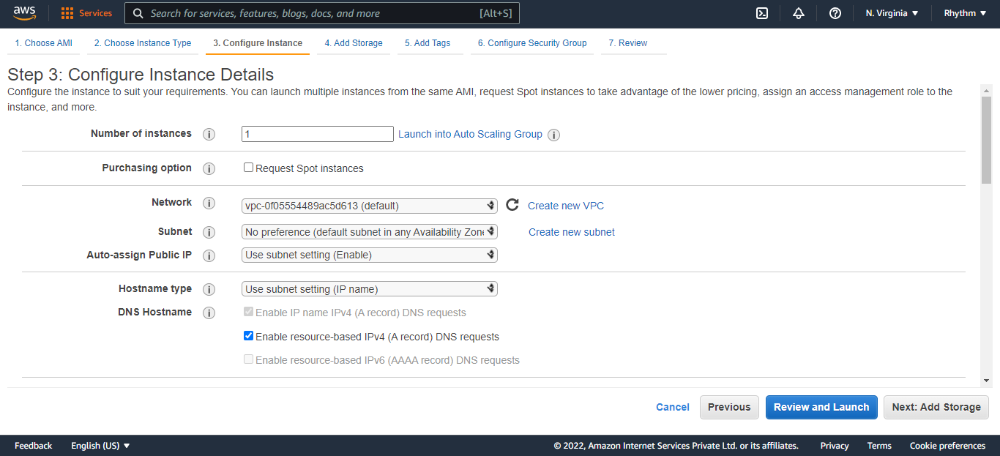 aws Services Search for services, features, blogs, docs, and more [Alt+S] N. Virginia Rhythm
1. Choose AMI 2. Choose Instance Type 3. Configure Instance 4. Add Storage 5. Add Tags 6. Configure Security Group 7. Review
Step 3: Configure Instance Details
Configure the instance to suit your requirements. You can launch multiple instances from the same AMI, request Spot instances to take advantage of the lower pricing, assign an access management role to the
instance, and more.
Number of instances 1 Launch into Auto Scaling Group
Purchasing option Request Spot instances
Network vpc-0f05554489ac5d613 (default) Create new VPC
Subnet No preference (default subnet in any Availability Zone Create new subnet
Auto-assign Public IP Use subnet setting (Enable)
Hostname type Use subnet setting (IP name)
DNS Hostname Enable IP name IPv4 (A record) DNS requests
Enable resource-based IPv4 (A record) DNS requests
Enable resource-based IPv6 (AAAA record) DNS requests
Cancel Previous Review and Launch Next: Add Storage
Feedback English (US) © 2022, Amazon Internet Services Private Ltd. or its affiliates. Privacy Terms Cookie preferences